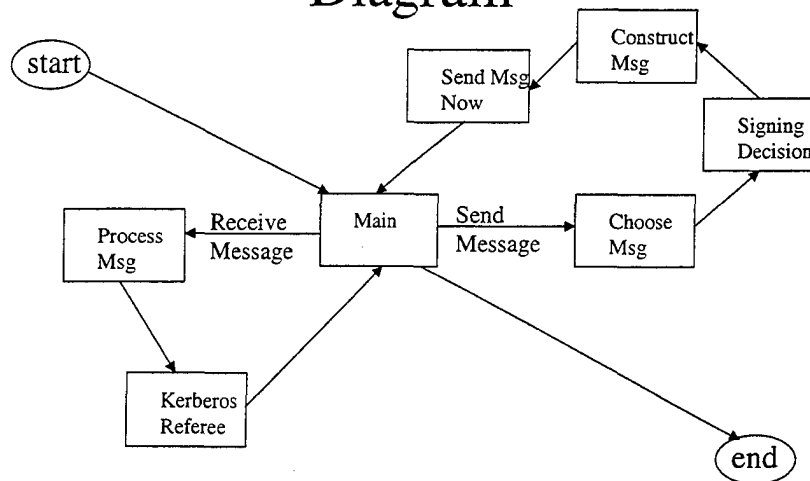 Diagram
start
Construct
Msg
Send Msg
Now
Signing
Decision
Main
Receive
Message
Send
Message
Choose
Msg
Process
Msg
Kerberos
Referee
end